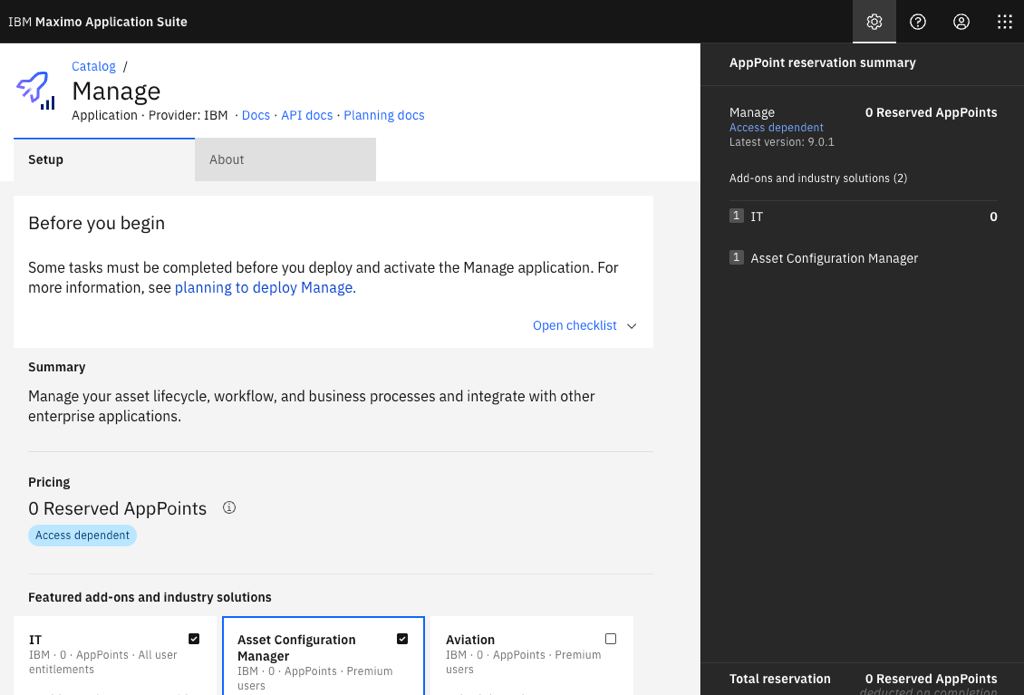 IBM Maximo Application Suite
Catalog /
Manage
Application · Provider: IBM · Docs · API docs · Planning docs
Setup
About
Before you begin
Some tasks must be completed before you deploy and activate the Manage application. For
more information, see planning to deploy Manage.
Open checklist
Summary
Manage your asset lifecycle, workflow, and business processes and integrate with other
enterprise applications.
Pricing
0 Reserved AppPoints
Access dependent
Featured add-ons and industry solutions
IT
IBM · 0 · AppPoints · All user
entitlements
Asset Configuration
Manager
IBM · 0 · AppPoints · Premium
users
Aviation
IBM · 0 · AppPoints · Premium
users
AppPoint reservation summary
Manage 0 Reserved AppPoints
Access dependent
Latest version: 9.0.1
Add-ons and industry solutions (2)
1 IT 0
1 Asset Configuration Manager
Total reservation 0 Reserved AppPoints
deducted on completion